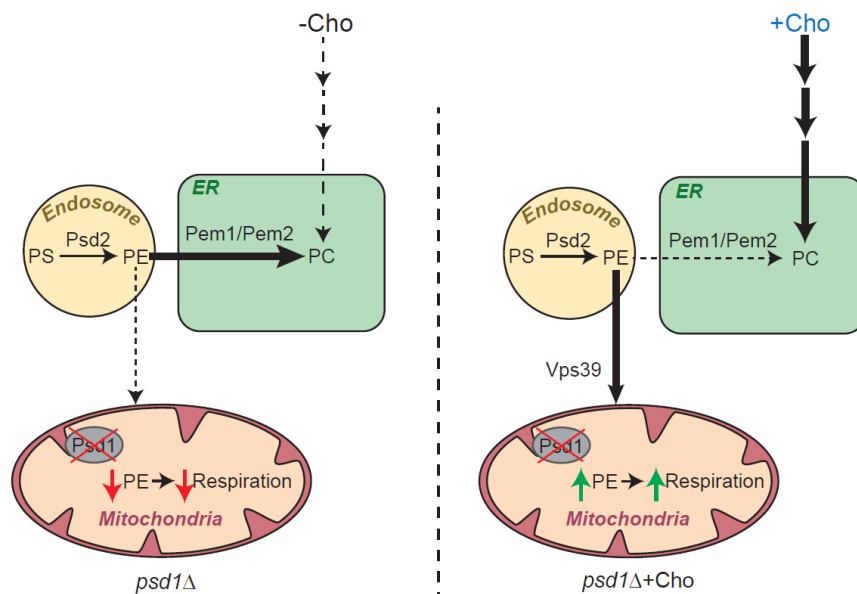 -Cho
ER
Endosome
Pem1/Pem2
Psd2
PS
PE
PC
Psd1
PE
Respiration
Mitochondria
psd1Δ
+Cho
ER
Endosome
Pem1/Pem2
Psd2
PS
PE
PC
Vps39
Psd1
PE
Respiration
Mitochondria
psd1Δ+Cho